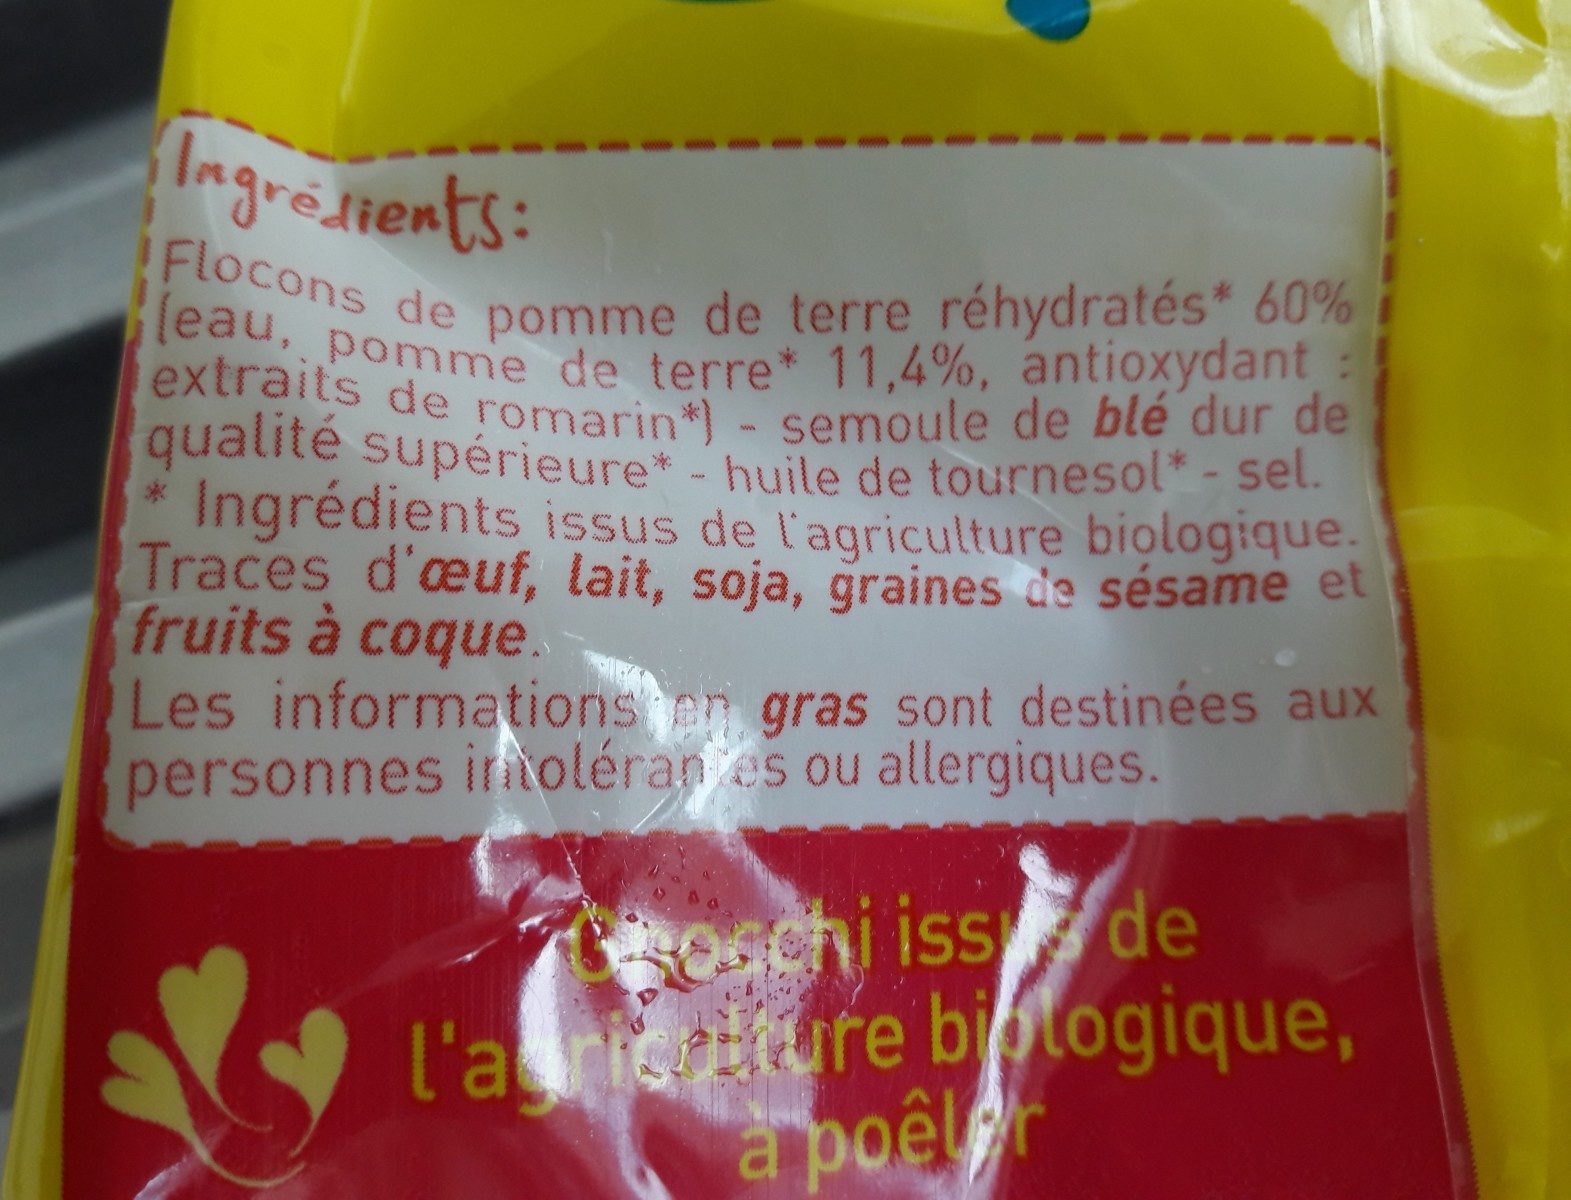 Ingrédients:
Flocons de pomme de terre réhydratés* 60%
(eau, pomme de terre* 11,4%, antioxydant :
extraits de romarin*) - semoule de blé dur de
qualité supérieure* - huile de tournesol* - sel.
* Ingrédients issus de l'agriculture biologique.
Traces d'œuf, lait, soja, graines de sésame et
fruits à coque.
Les informations en gras sont destinées aux
personnes intolérantes ou allergiques.
Gnocchi issus de
l'agriculture biologique,
à poêler